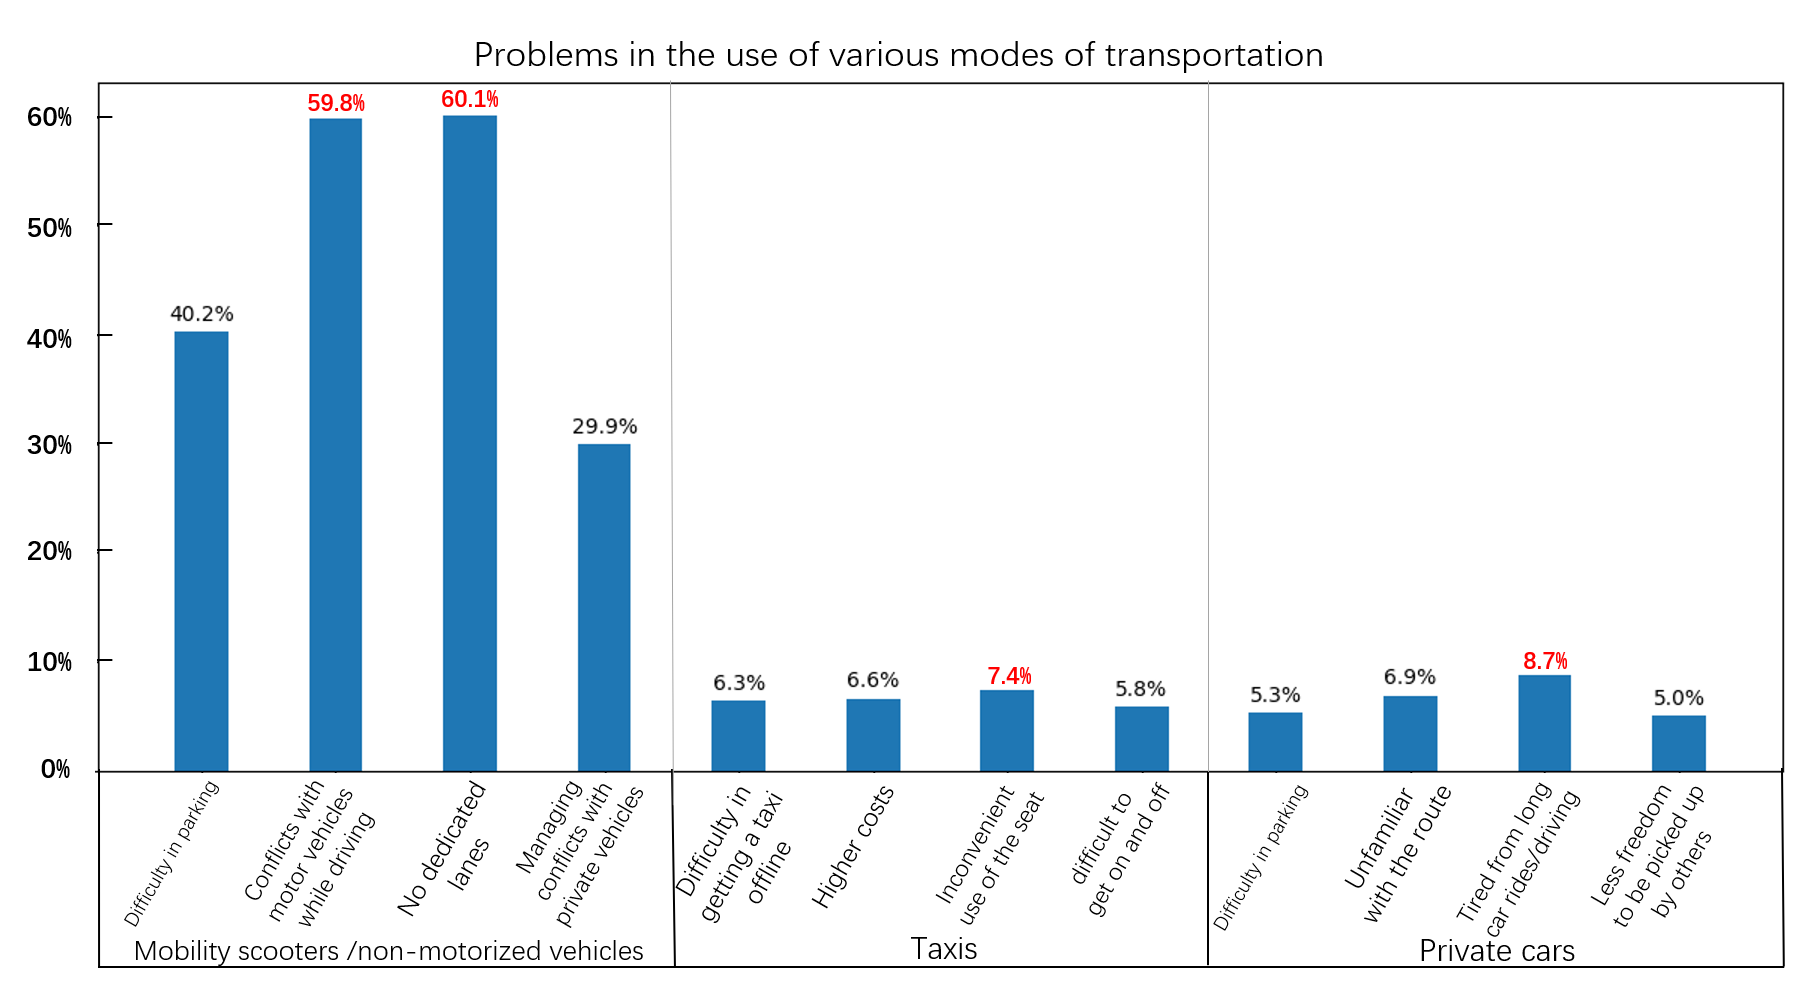 Problems in the use of various modes of transportation
60%
50%
40%
30%
20%
10%
0%
40.2%
59.8%
60.1%
29.9%
6.3%
6.6%
7.4%
5.8%
5.3%
6.9%
8.7%
5.0%
Difficulty in parking
Conflicts with
motor vehicles
while driving
No dedicated
lanes
Managing
conflicts with
private vehicles
Difficulty in
getting a taxi
offline
Higher costs
Inconvenient
use of the seat
difficult to
get on and off
Difficulty in parking
Unfamiliar
with the route
Tired from long
car rides/driving
Less freedom
to be picked up
by others
Mobility scooters /non-motorized vehicles
Taxis
Private cars